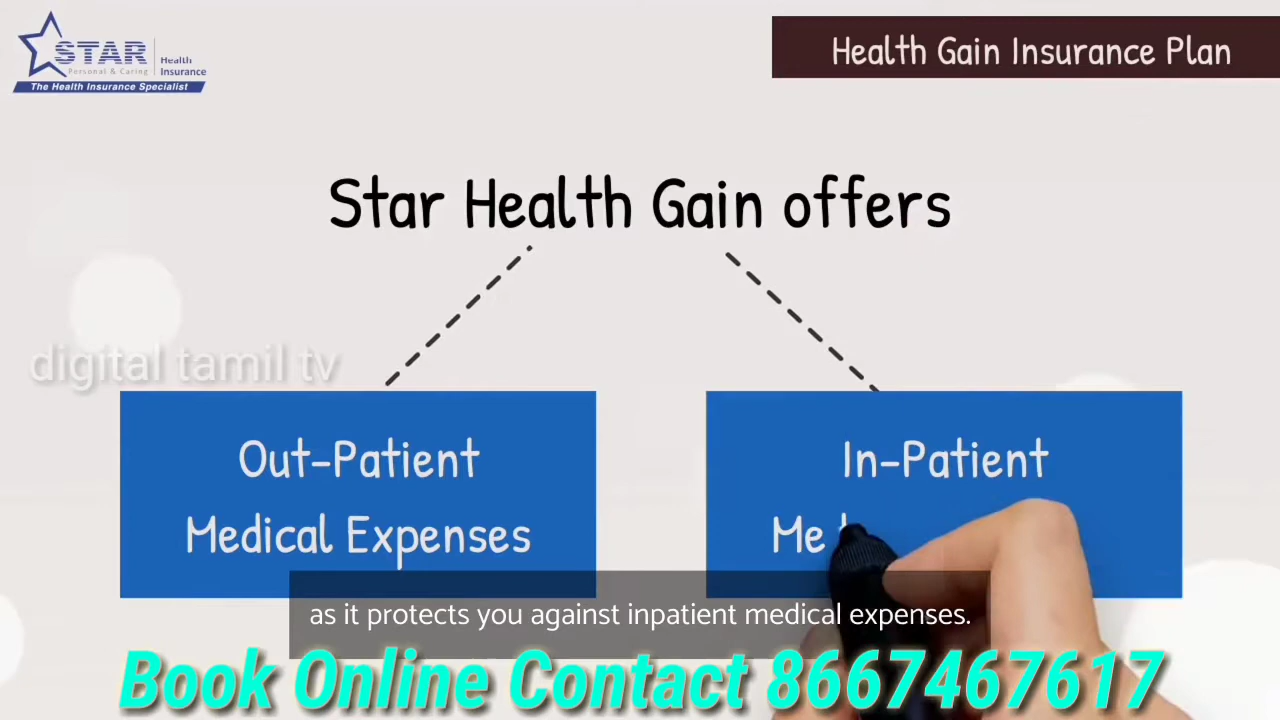 STAR
Health
Insurance
Personal & Caring
The Health Insurance Specialist
Health Gain Insurance Plan
Star Health Gain offers
digital tamil tv
Out-Patient
Medical Expenses
In-Patient
Me
as it protects you against inpatient medical expenses.
Book Online Contact 8667467617